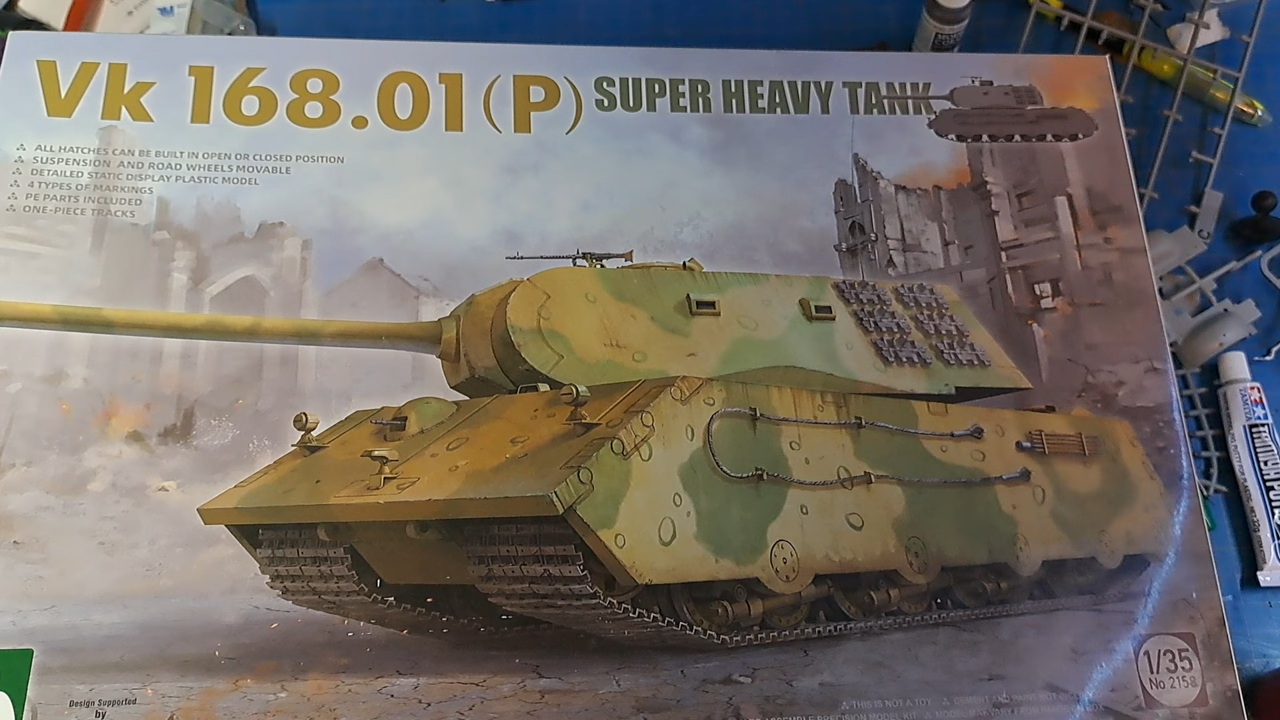 Vk 168.01(P) SUPER HEAVY TANK
ALL HATCHES CAN BE BUILT IN OPEN OR CLOSED POSITION
SUSPENSION AND ROAD WHEELS MOVABLE
DETAILED STATIC DISPLAY PLASTIC MODEL
4 TYPES OF MARKINGS
PE PARTS INCLUDED
ONE-PIECE TRACKS
1/35
No 2158
Design Supported
by
THIS IS NOT A TOY